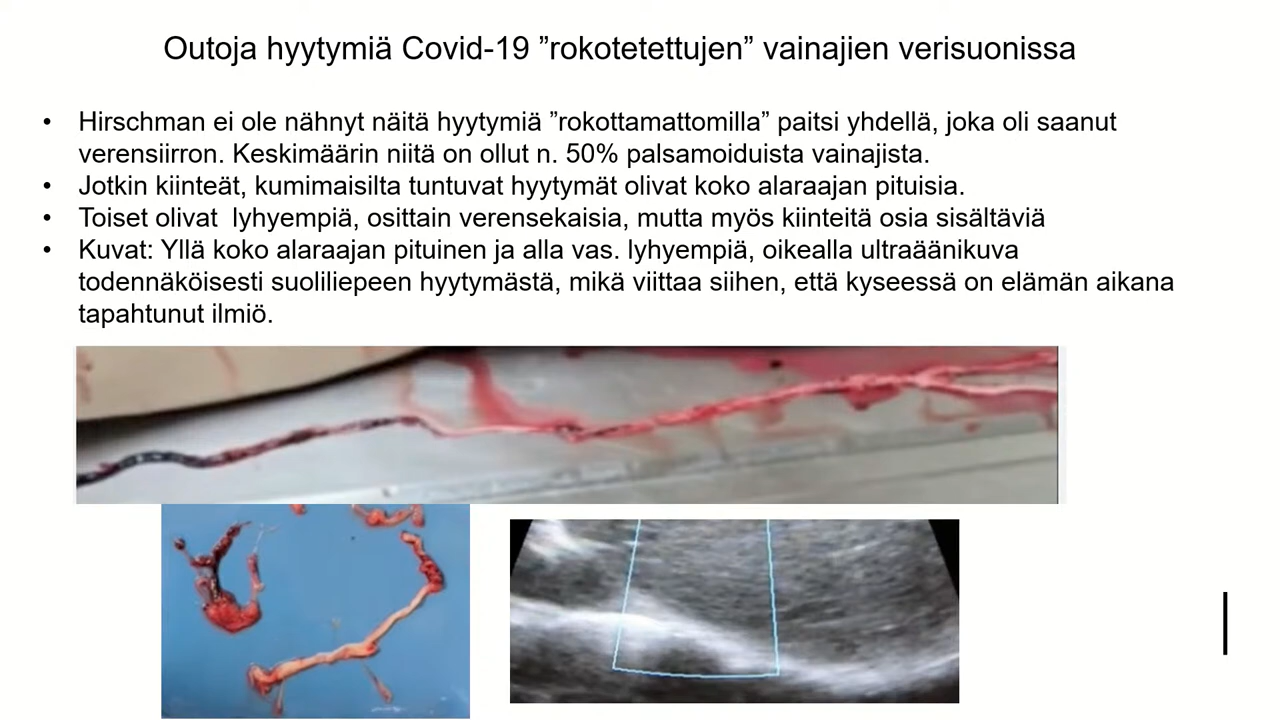 Outoja hyytymiä Covid-19 ”rokotetettujen” vainajien verisuonissa
• Hirschman ei ole nähnyt näitä hyytymiä ”rokottamattomilla” paitsi yhdellä, joka oli saanut
verensiirron. Keskimäärin niitä on ollut n. 50% palsamoiduista vainajista.
• Jotkin kiinteät, kumimaisilta tuntuvat hyytymät olivat koko alaraajan pituisia.
• Toiset olivat  lyhyempiä, osittain verensekaisia, mutta myös kiinteitä osia sisältäviä
• Kuvat: Yllä koko alaraajan pituinen ja alla vas. lyhyempiä, oikealla ultraäänikuva
todennäköisesti suoliliepeen hyytymästä, mikä viittaa siihen, että kyseessä on elämän aikana
tapahtunut ilmiö.